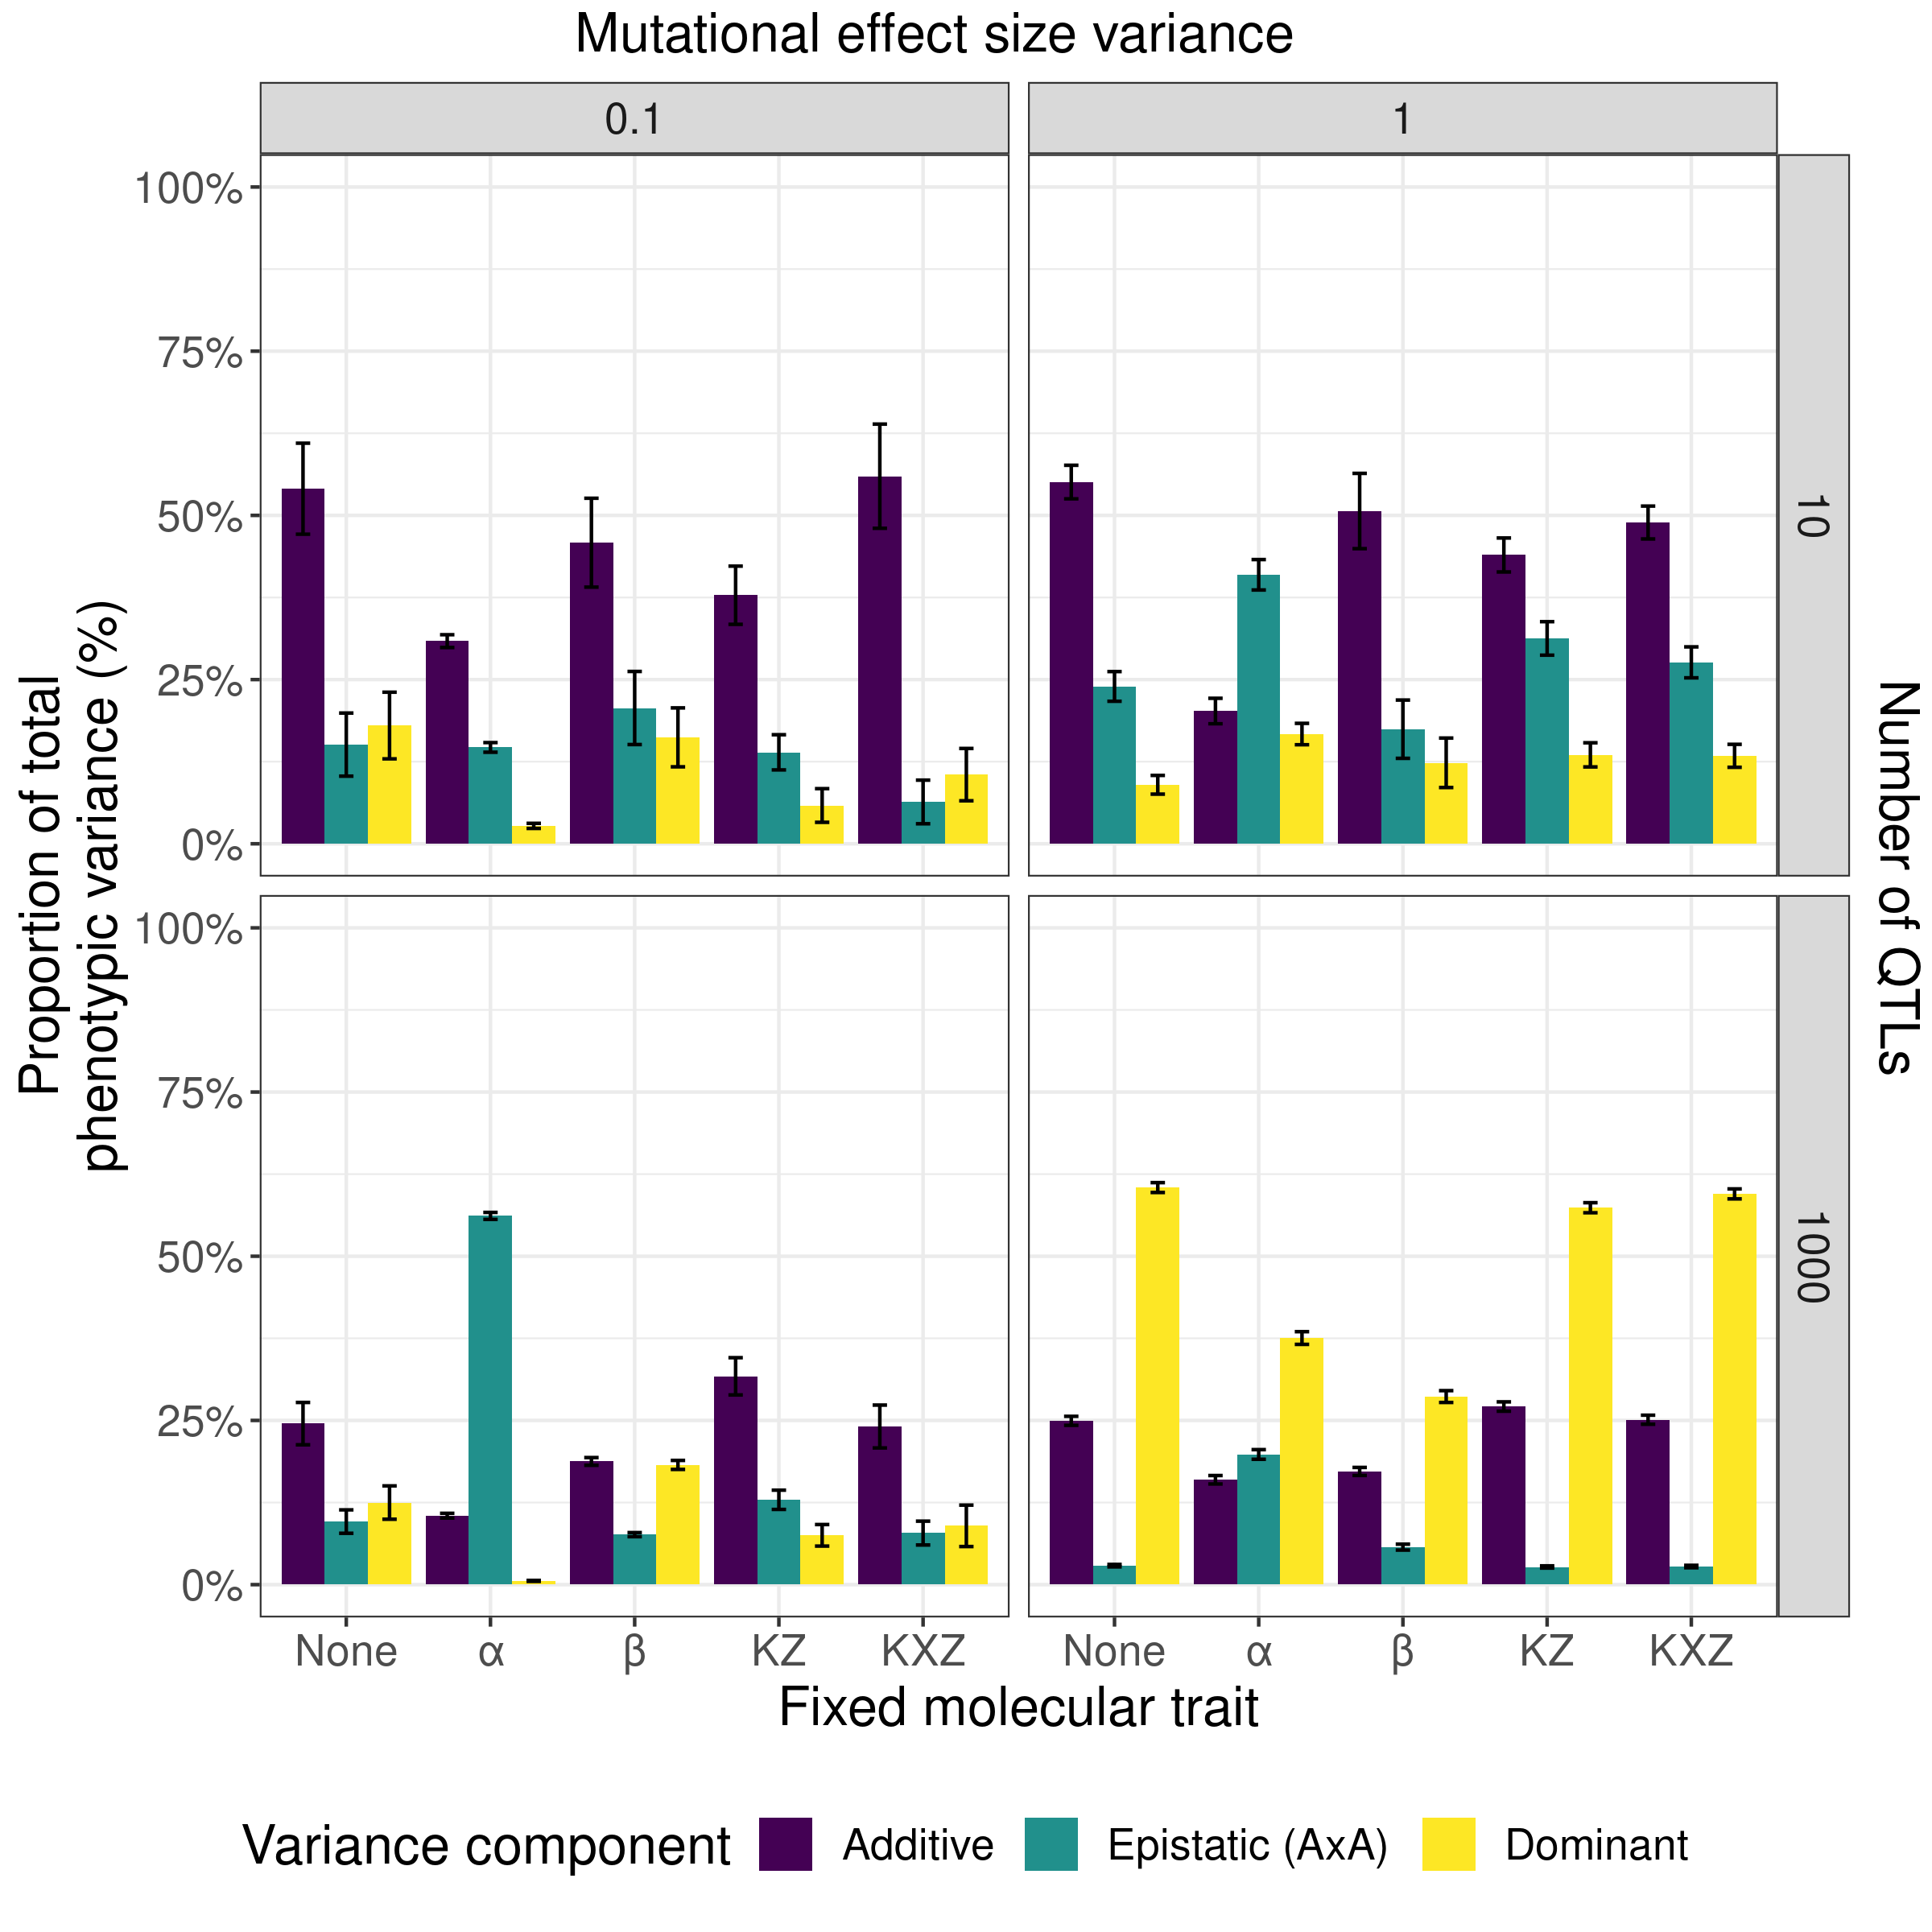 Mutational effect size variance
0.1
1
100%
75%
50%
25%
0%
10
100%
75%
50%
25%
0%
1000
Proportion of total
phenotypic variance (%)
Number of QTLs
None α β KZ KXZ
None α β KZ KXZ
Fixed molecular trait
Variance component Additive Epistatic (AxA) Dominant